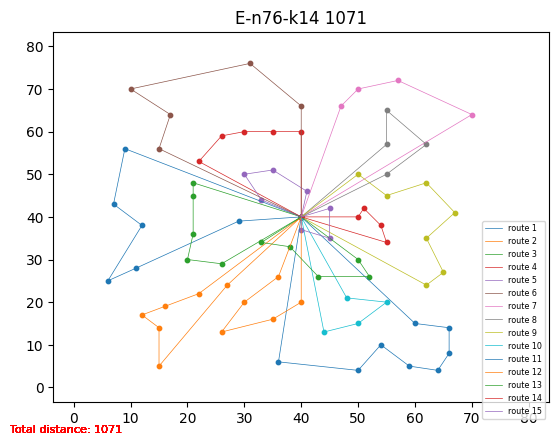 E-n76-k14 1071
80
70
60
50
40
30
20
10
0
0 10 20 30 40 50 60 70 80
route 1
route 2
route 3
route 4
route 5
route 6
route 7
route 8
route 9
route 10
route 11
route 12
route 13
route 14
route 15
Total distance: 1071